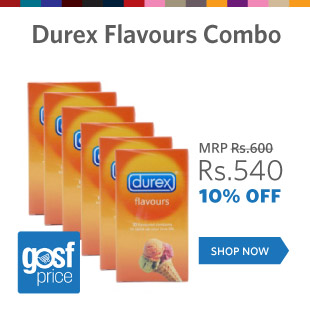 Durex Flavours Combo
durex
flavours
MRP Rs.600
Rs.540
10% OFF
SHOP NOW
gosf
price